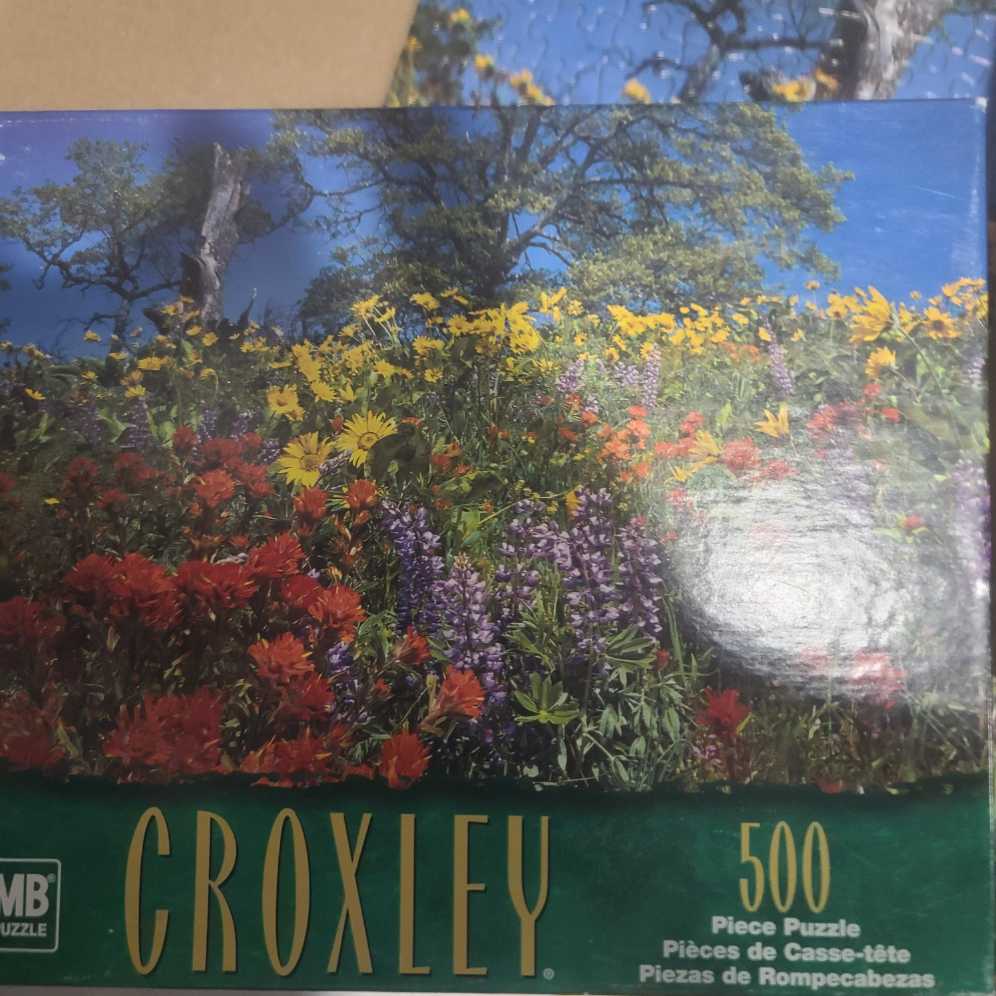 MB®
PUZZLE
CROXLEY®
500
Piece Puzzle
Pièces de Casse-tête
Piezas de Rompecabezas